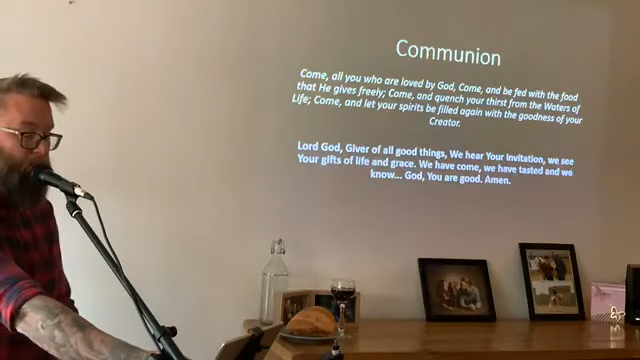 Communion
Come, all you who are loved by God, Come, and be fed with the food
that He gives freely; Come, and quench your thirst from the Waters of
Life; Come, and let your spirits be filled again with the goodness of your
Creator.
Lord God, Giver of all good things, We hear Your invitation, we see
Your gifts of life and grace. We have come, we have tasted and we
know... God, You are good. Amen.